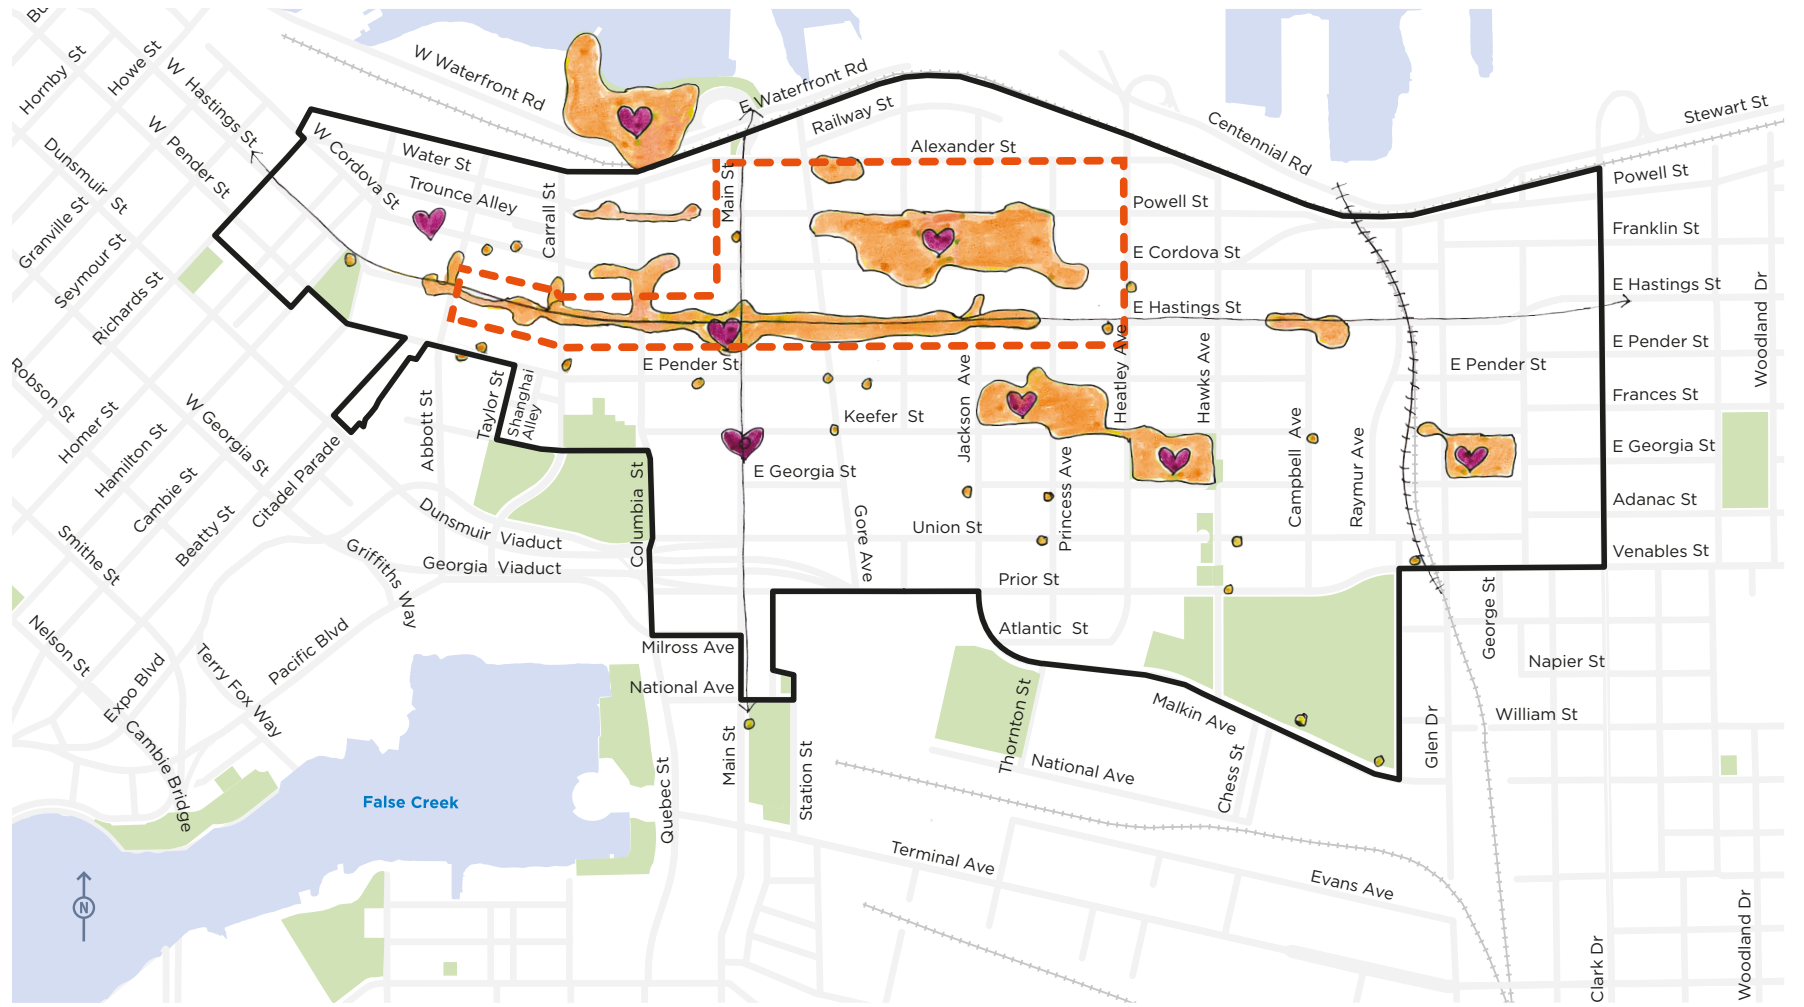 Hornby St
Howe St
W Hastings St
W Pender St
Dunsmuir St
Granville St
Seymour St
Richards St
Robson St
Homer St
Hamilton St
Cambie St
Beatty St
Citadel Parade
W Georgia St
Smithe St
Nelson St
Expo Blvd
Terry Fox Way
Pacific Blvd
Cambie Bridge
Griffiths Way
W Waterfront Rd
E Waterfront Rd
Railway St
Alexander St
Centennial Rd
Stewart St
Powell St
Powell St
W Cordova St
Water St
Trounce Alley
Carrall St
Main St
E Cordova St
E Hastings St
E Hastings St
Franklin St
E Pender St
E Pender St
E Pender St
Frances St
E Georgia St
E Georgia St
Adanac St
Venables St
Woodland Dr
Abbott St
Taylor St
Shanghai
Alley
Columbia St
Keefer St
Jackson Ave
Princess Ave
Heatley Ave
Hawks Ave
Campbell Ave
Raymur Ave
Gore Ave
Union St
Prior St
Atlantic St
Dunsmuir Viaduct
Georgia Viaduct
Milross Ave
National Ave
Main St
Station St
Quebec St
Thornton St
National Ave
Malkin Ave
Chess St
Glen Dr
George St
Napier St
William St
False Creek
Terminal Ave
Evans Ave
Clark Dr
Woodland Dr
N